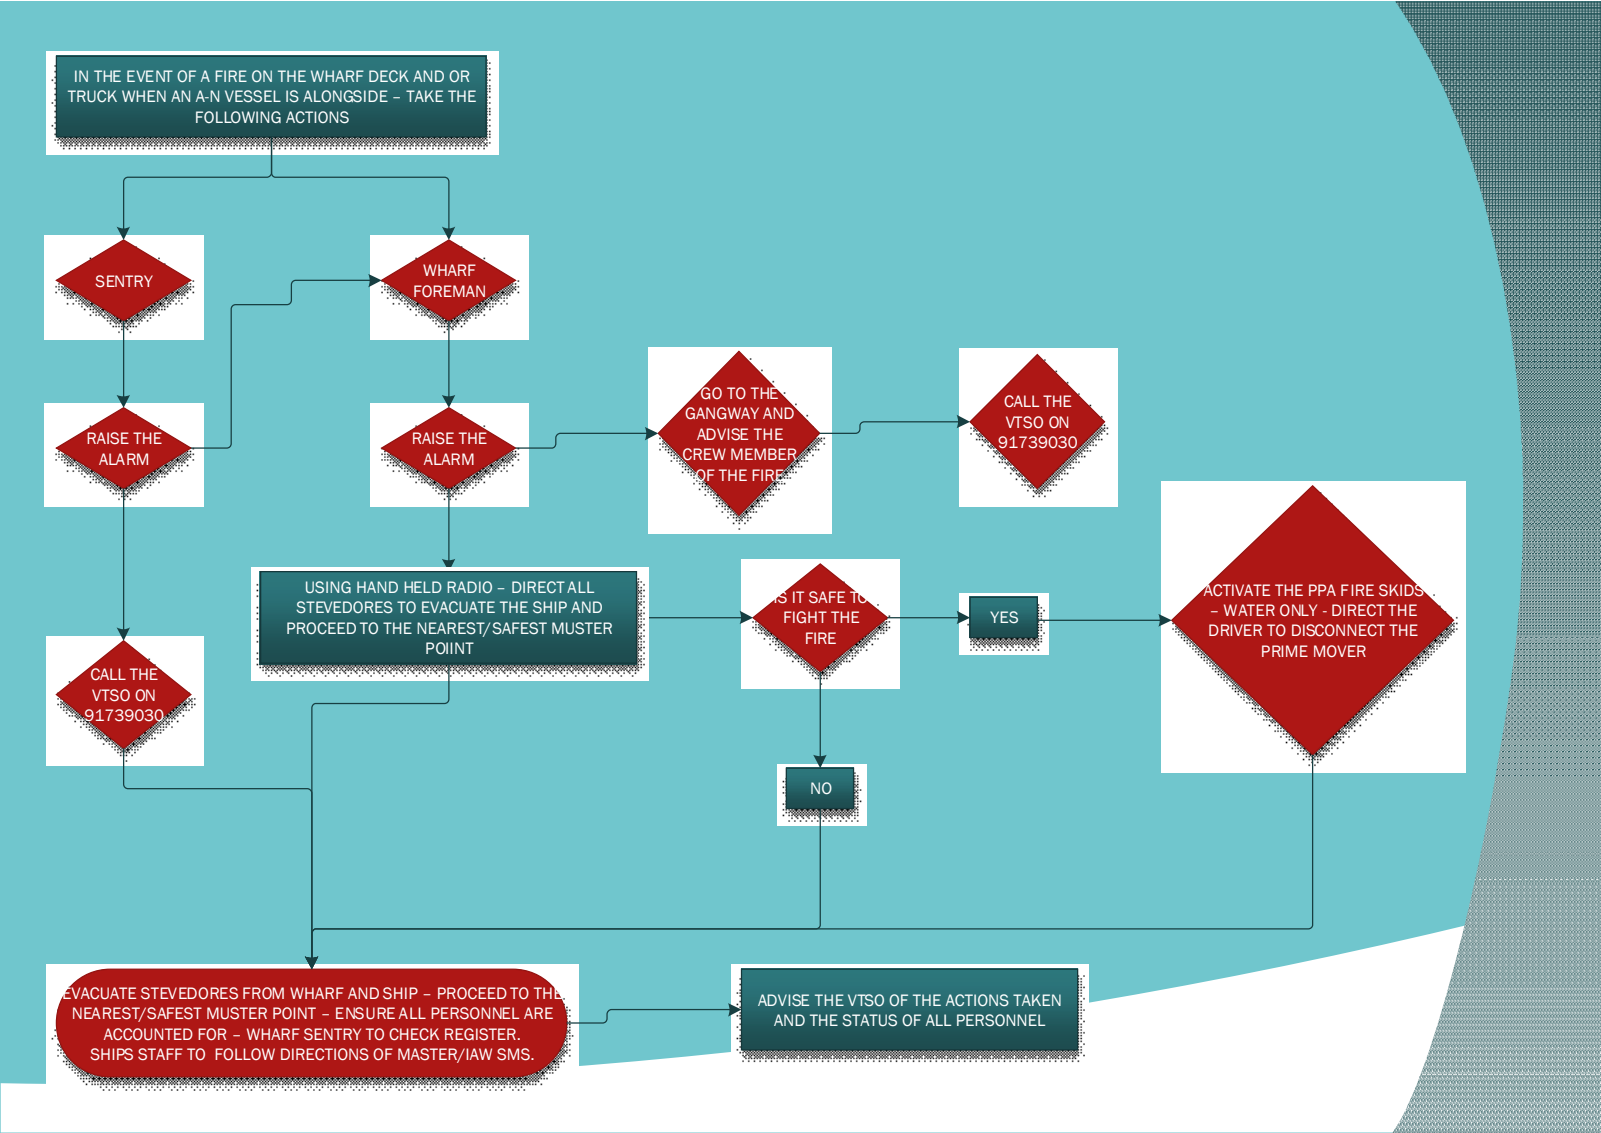 IN THE EVENT OF A FIRE ON THE WHARF DECK AND OR
TRUCK WHEN AN A-N VESSEL IS ALONGSIDE – TAKE THE
FOLLOWING ACTIONS
SENTRY
WHARF
FOREMAN
RAISE THE
ALARM
RAISE THE
ALARM
GO TO THE
GANGWAY AND
ADVISE THE
CREW MEMBER
OF THE FIRE
CALL THE
VTSO ON
91739030
USING HAND HELD RADIO – DIRECT ALL
STEVEDORES TO EVACUATE THE SHIP AND
PROCEED TO THE NEAREST/SAFEST MUSTER
POIINT
IS IT SAFE TO
FIGHT THE
FIRE
YES
ACTIVATE THE PPA FIRE SKIDS
– WATER ONLY - DIRECT THE
DRIVER TO DISCONNECT THE
PRIME MOVER
CALL THE
VTSO ON
91739030
NO
EVACUATE STEVEDORES FROM WHARF AND SHIP – PROCEED TO THE
NEAREST/SAFEST MUSTER POINT – ENSURE ALL PERSONNEL ARE
ACCOUNTED FOR – WHARF SENTRY TO CHECK REGISTER.
SHIPS STAFF TO FOLLOW DIRECTIONS OF MASTER/IAW SMS.
ADVISE THE VTSO OF THE ACTIONS TAKEN
AND THE STATUS OF ALL PERSONNEL